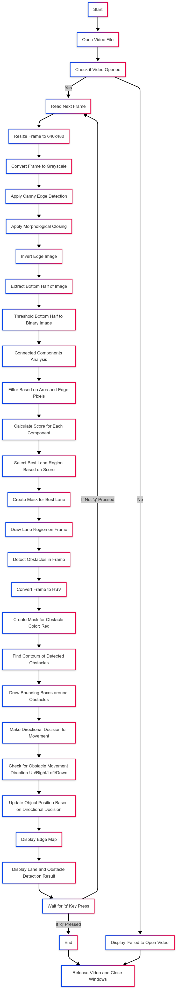 Start
Open Video File
Check if Video Opened
Yes
Read Next Frame
Resize Frame to 640x480
Convert Frame to Grayscale
Apply Canny Edge Detection
Apply Morphological Closing
Invert Edge Image
Extract Bottom Half of Image
Threshold Bottom Half to
Binary Image
Connected Components
Analysis
Filter Based on Area and Edge
Pixels
Calculate Score for Each
Component
Select Best Lane Region
Based on Score
Create Mask for Best Lane
If Not 'q' Pressed
No
Draw Lane Region on Frame
Detect Obstacles in Frame
Convert Frame to HSV
Create Mask for Obstacle
Color: Red
Find Contours of Detected
Obstacles
Draw Bounding Boxes around
Obstacles
Make Directional Decision for
Movement
Check for Obstacle Movement
Direction Up/Right/Left/Down
Update Object Position Based
on Directional Decision
Display Edge Map
Display Lane and Obstacle
Detection Result
Wait for 'q' Key Press
If 'q' Pressed
End
Display 'Failed to Open Video'
Release Video and Close
Windows